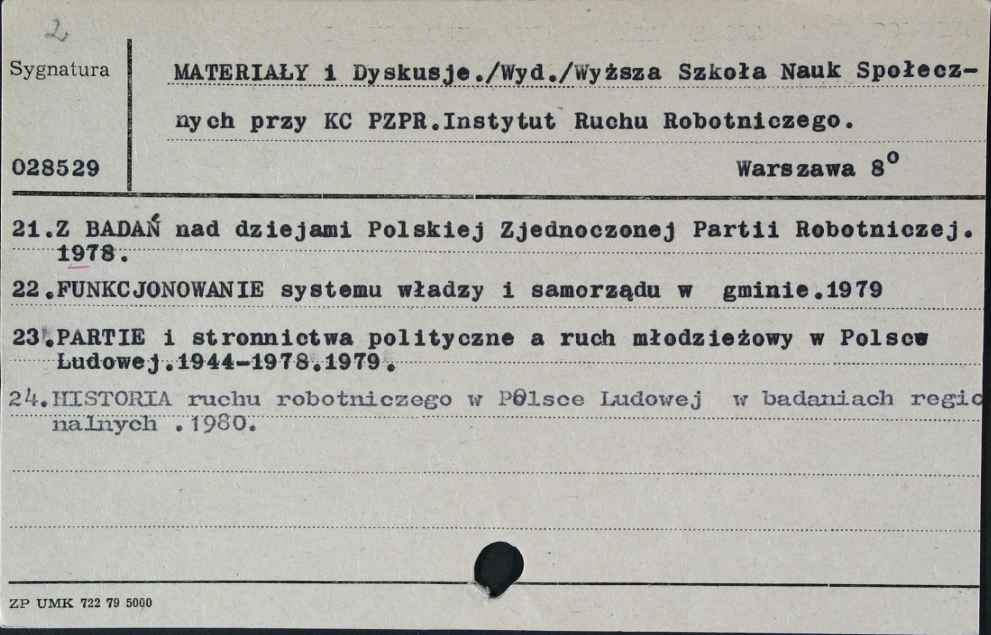 2
Sygnatura
MATERIAŁY i Dyskusje./Wyd./Wyższa Szkoła Nauk Społecz-
nych przy KC PZPR.Instytut Ruchu Robotniczego.
028529
Warszawa 8º
21.Z BADAŃ nad dziejami Polskiej Zjednoczonej Partii Robotniczej.
1978.
22.FUNKCJONOWANIE systemu władzy i samorządu w gminie.1979
23.PARTIE i stronnictwa polityczne a ruch młodzieżowy w Polsce
Ludowej.1944-1978.1979.
24.HISTORIA ruchu robotniczego w POlsce Ludowej w badaniach regio
nalnych .1980.
ZP UMK 722 79 5000